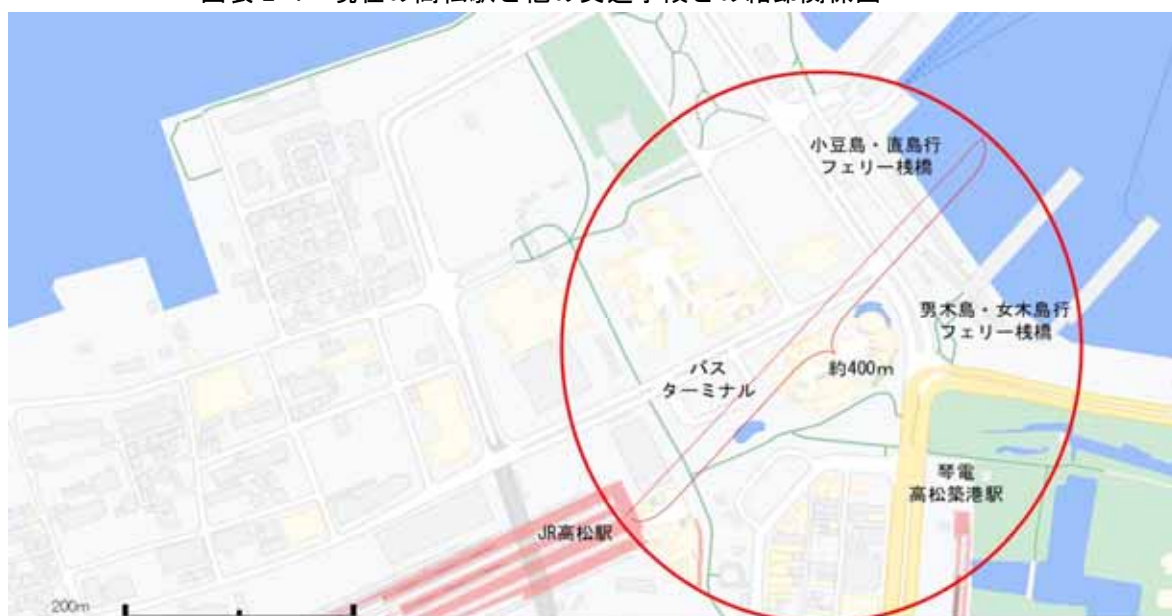 小豆島・直島行
フェリー桟橋
男木島・女木島行
フェリー桟橋
バス
ターミナル
約400m
琴電
高松築港駅
JR高松駅
200m